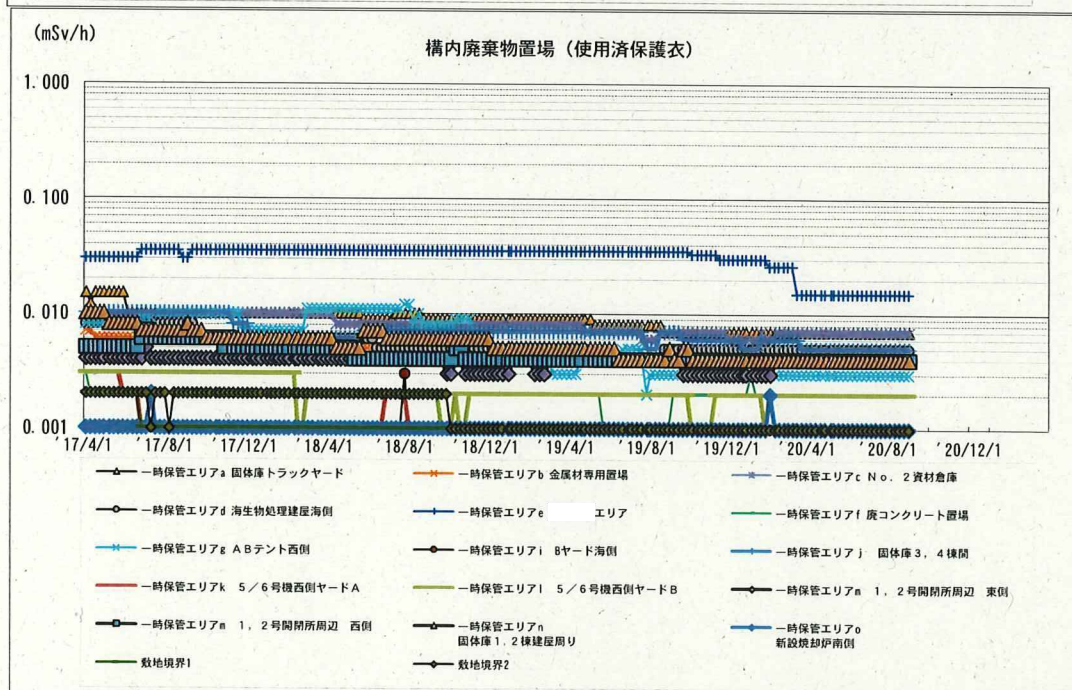 (mSv/h)
構内廃棄物置場（使用済保護衣）
1.000
0.100
0.010
0.001
'17/4/1 '17/8/1 '17/12/1 '18/4/1 '18/8/1 '18/12/1 '19/4/1 '19/8/1 '19/12/1 '20/4/1 '20/8/1 '20/12/1
一時保管エリアa 固体庫トラックヤード 一時保管エリアb 金属材専用置場 一時保管エリアc No．2資材倉庫
一時保管エリアd 海生物処理建屋海側 一時保管エリアe エリア 一時保管エリアf 廃コンクリート置場
一時保管エリアg ABテント西側 一時保管エリアi Bヤード海側 一時保管エリアj 固体庫3，4棟間
一時保管エリアk 5／6号機西側ヤードA 一時保管エリアl 5／6号機西側ヤードB 一時保管エリアm 1，2号開閉所周辺 東側
一時保管エリアm 1，2号開閉所周辺 西側 一時保管エリアn 一時保管エリアo
固体庫1，2棟建屋周り 新設焼却炉南側
敷地境界1 敷地境界2